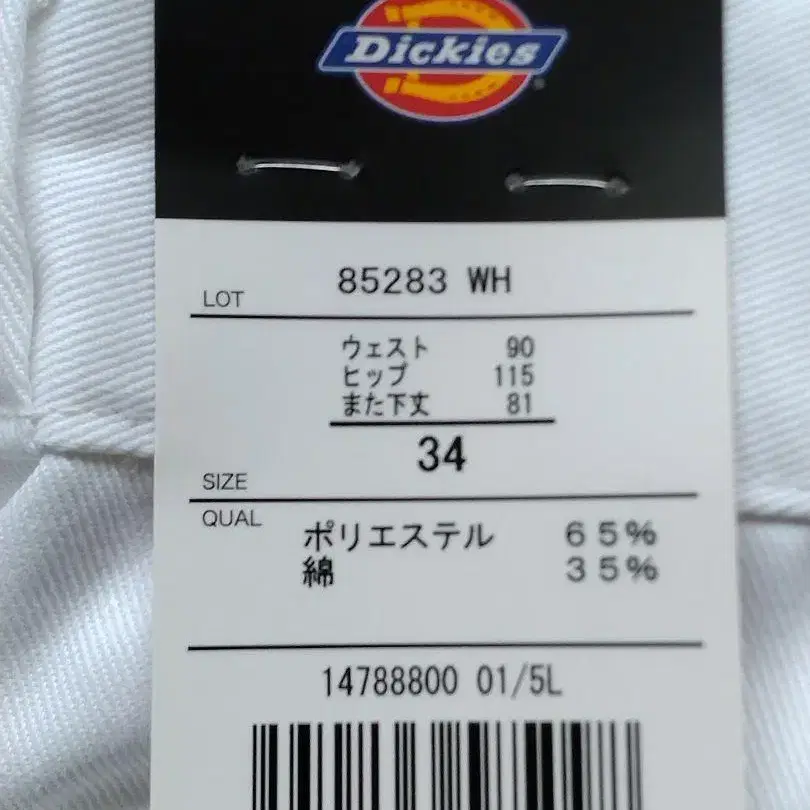 Dickies
LOT 85283 WH
ウェスト 90
ヒップ 115
また下丈 81
SIZE 34
QUAL ポリエステル 65%
綿 35%
14788800 01/5L